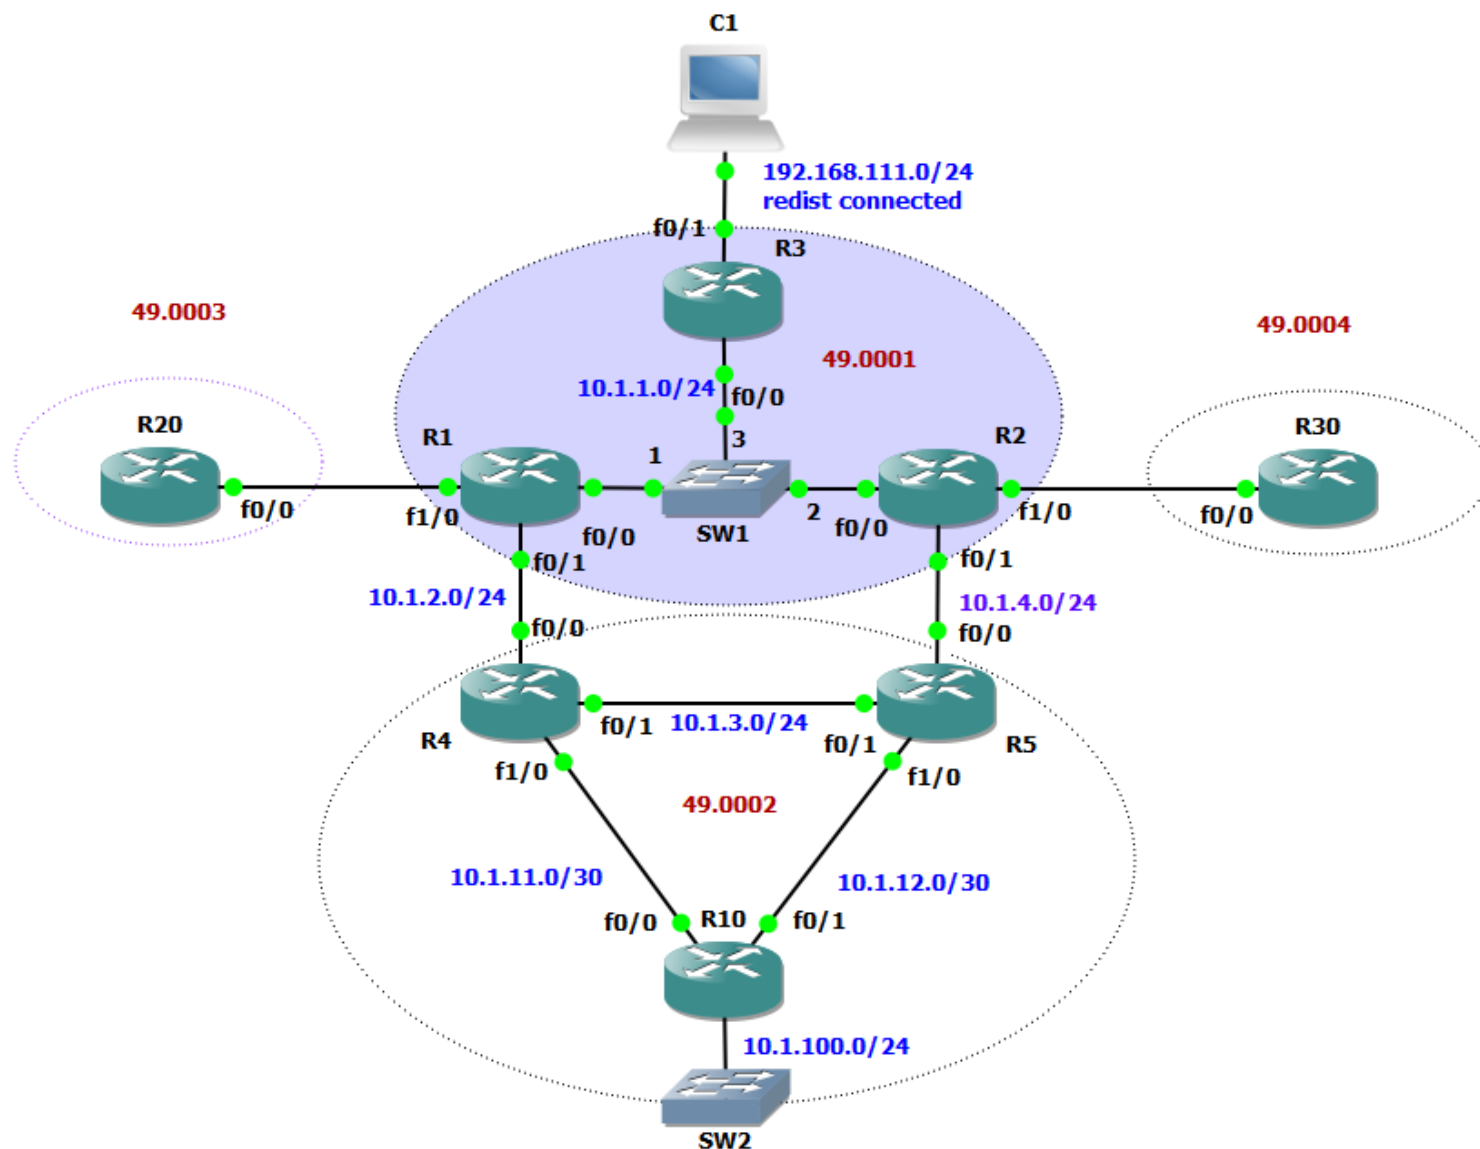 C1
192.168.111.0/24
redist connected
f0/1
R3
49.0003
49.0004
49.0001
10.1.1.0/24
f0/0
R20
R1
3
R2
R30
1
f0/0
f1/0
f0/0
SW1
2
f0/0
f1/0
f0/0
f0/1
f0/1
10.1.2.0/24
10.1.4.0/24
f0/0
f0/0
R4
f0/1
10.1.3.0/24
f0/1
R5
f1/0
f1/0
49.0002
10.1.11.0/30
10.1.12.0/30
f0/0
R10
f0/1
10.1.100.0/24
SW2